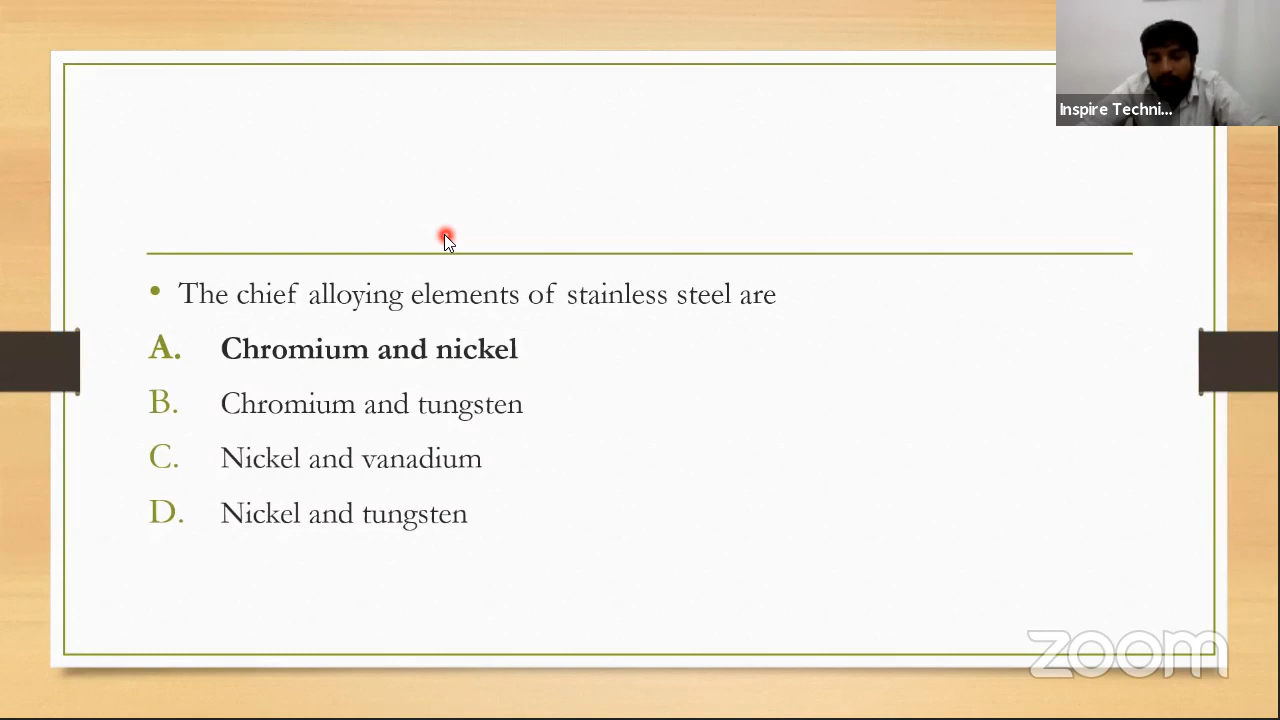 Inspire Techni...
• The chief alloying elements of stainless steel are
A. Chromium and nickel
B. Chromium and tungsten
C. Nickel and vanadium
D. Nickel and tungsten
zoom